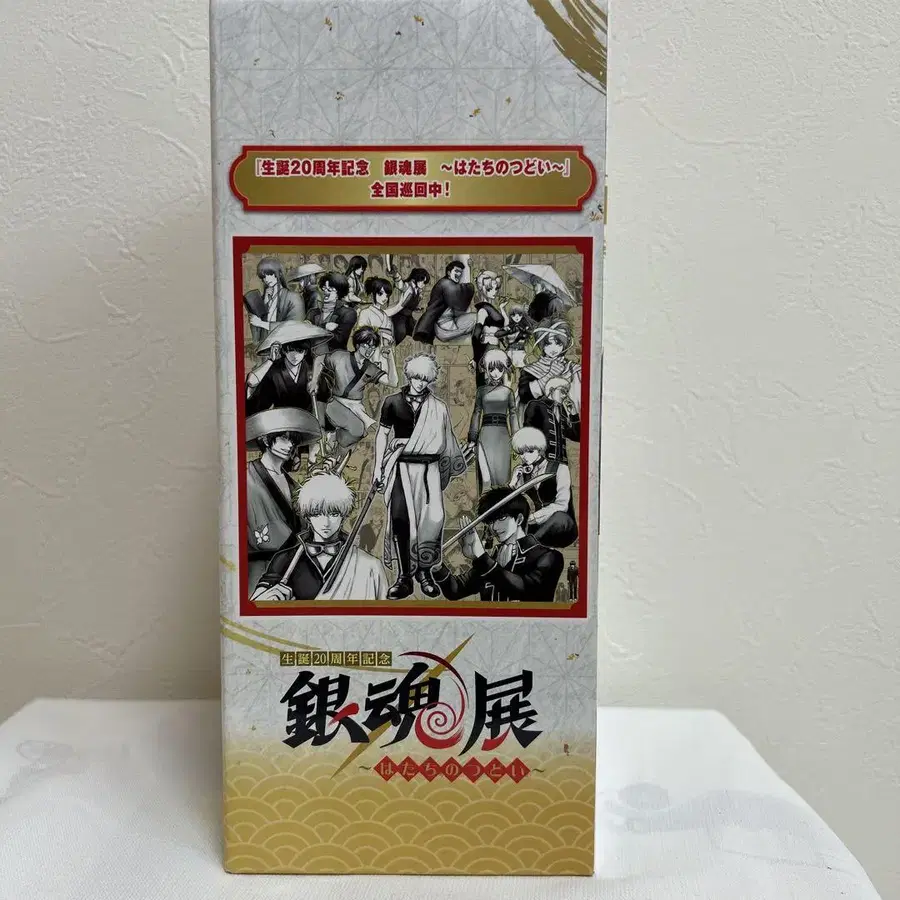 『生誕20周年記念　銀魂展　～はたちのつどい～』
全国巡回中！
生誕20周年記念
銀魂展
～はたちのつどい～